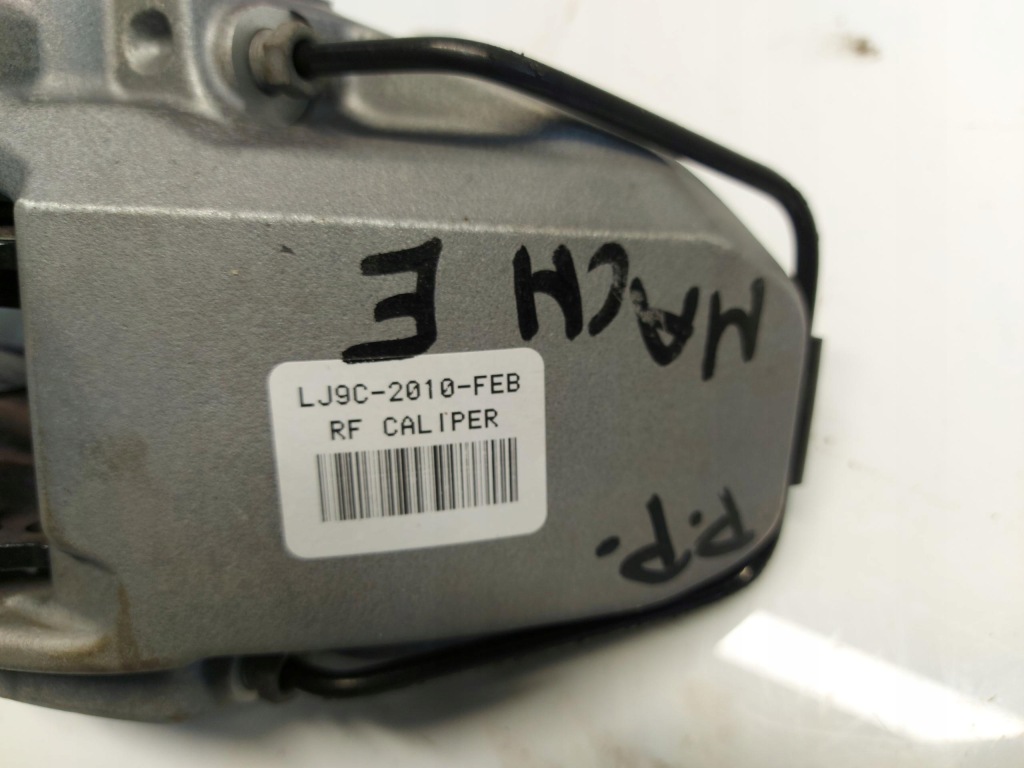 MACH E
LJ9C-2010-FEB
RF CALIPER
P.P.